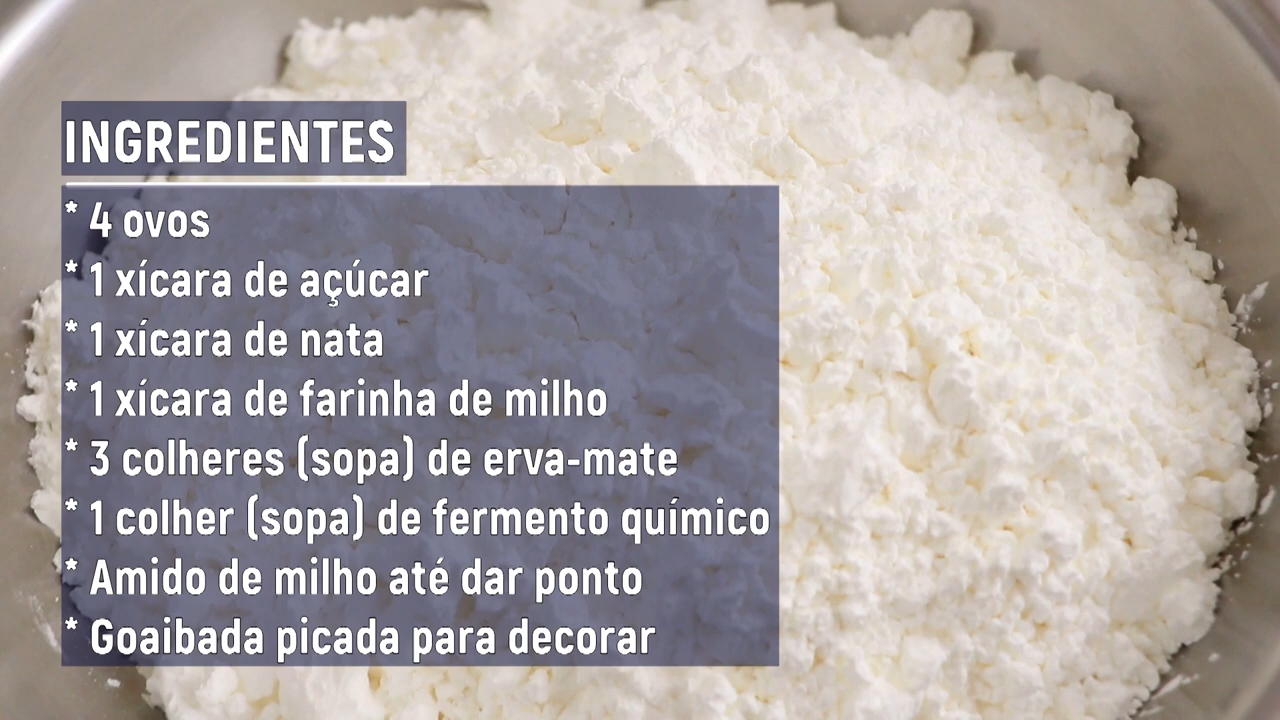 INGREDIENTES
* 4 ovos
* 1 xícara de açúcar
* 1 xícara de nata
* 1 xícara de farinha de milho
* 3 colheres (sopa) de erva-mate
* 1 colher (sopa) de fermento químico
* Amido de milho até dar ponto
* Goaibada picada para decorar